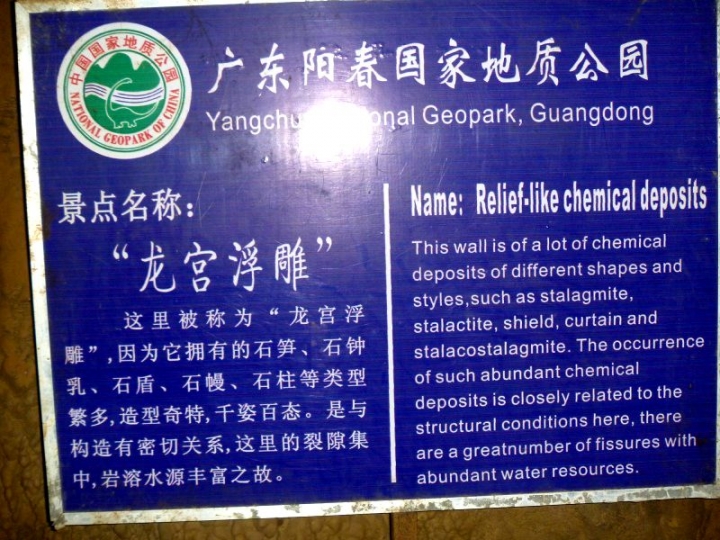 中国国家地质公园
NATIONAL GEOPARK OF CHINA
广东阳春国家地质公园
Geopark, Guangdong
景点名称：
“龙宫浮雕”
这里被称为“龙宫浮
雕”,因为它拥有的石笋、石钟
乳、石盾、石幔、石柱等类型
繁多,造型奇特,千姿百态。是与
构造有密切关系,这里的裂隙集
中,岩溶水源丰富之故。
Name: Relief-like chemical deposits
This wall is of a lot of chemical
deposits of different shapes and
styles,such as stalagmite,
stalactite, shield, curtain and
stalacostalagmite. The occurrence
of such abundant chemical
deposits is closely related to the
structural conditions here, there
are a greatnumber of fissures with
abundant water resources.